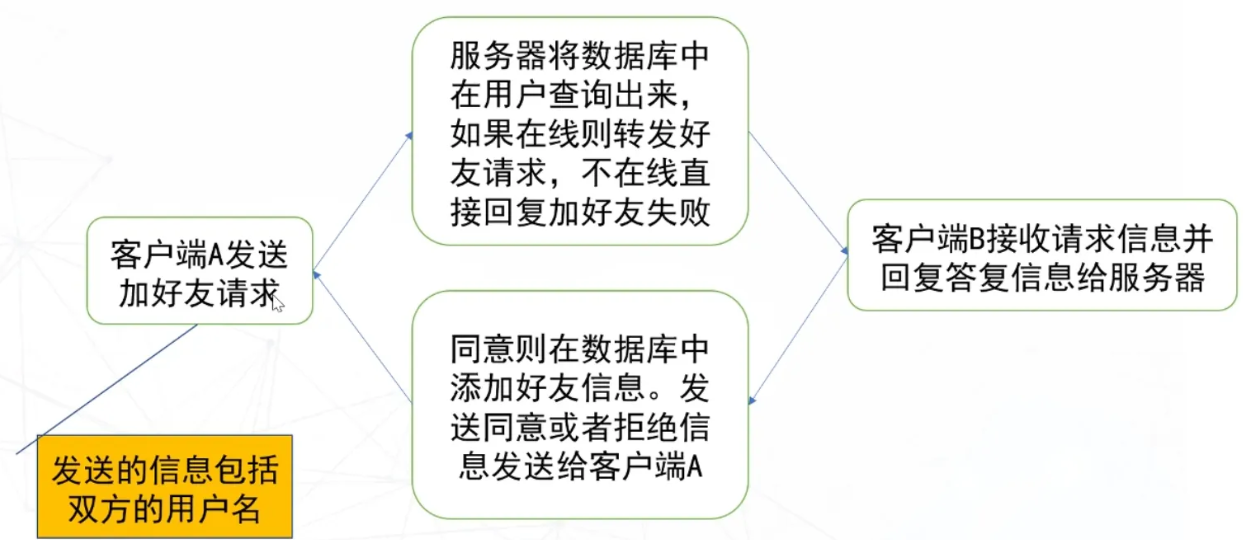 服务器将数据库中
在用户查询出来，
如果在线则转发好
友请求，不在线直
接回复加好友失败
客户端A发送
加好友请求
客户端B接收请求信息并
回复答复信息给服务器
同意则在数据库中
添加好友信息。发
送同意或者拒绝信
息发送给客户端A
发送的信息包括
双方的用户名